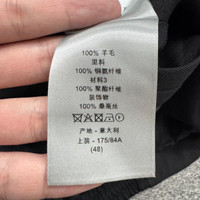 100% 羊毛
里料
100% 铜氨纤维
材料3
100% 聚酯纤维
装饰物
100% 桑蚕丝
产地 - 意大利
上装 - 175/84A
(48)